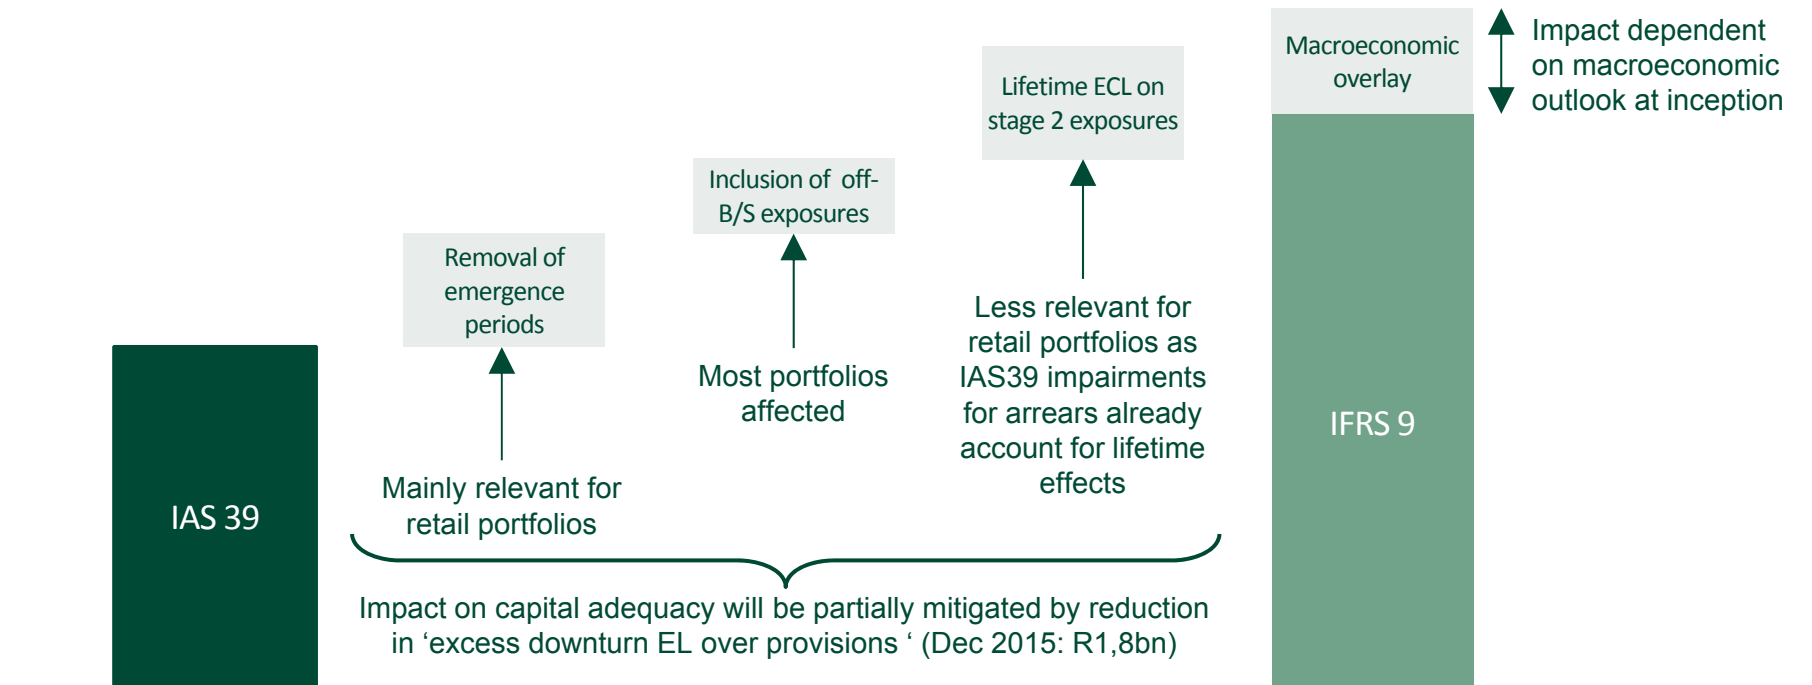 IAS 39
Removal of
emergence
periods
Mainly relevant for
retail portfolios
Inclusion of off-
B/S exposures
Most portfolios
affected
Lifetime ECL on
stage 2 exposures
Less relevant for
retail portfolios as
IAS39 impairments
for arrears already
account for lifetime
effects
Impact on capital adequacy will be partially mitigated by reduction
in ‘excess downturn EL over provisions ‘ (Dec 2015: R1,8bn)
Macroeconomic
overlay
IFRS 9
Impact dependent
on macroeconomic
outlook at inception